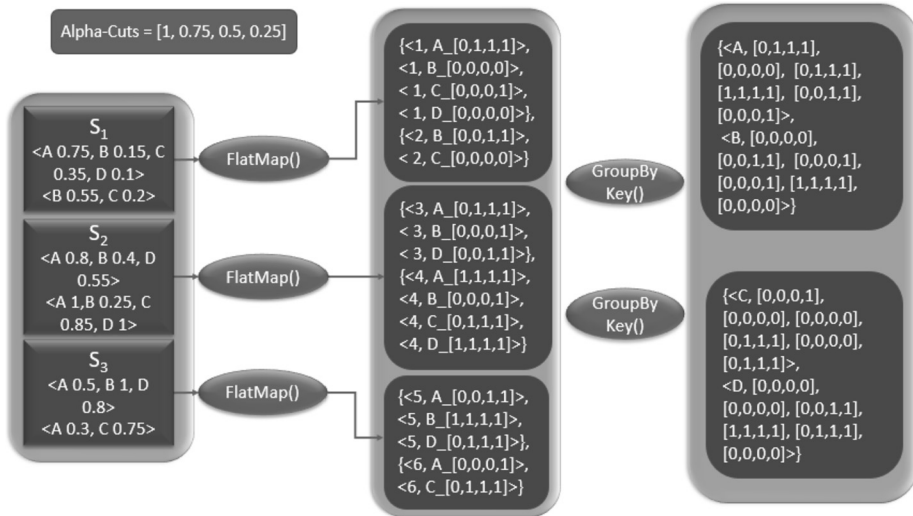 Alpha-Cuts = [1, 0.75, 0.5, 0.25]
S1
<A 0.75, B 0.15, C
0.35, D 0.1>
<B 0.55, C 0.2>
S2
<A 0.8, B 0.4, D
0.55>
<A 1,B 0.25, C
0.85, D 1>
S3
<A 0.5, B 1, D
0.8>
<A 0.3, C 0.75>
FlatMap()
FlatMap()
FlatMap()
{<1, A_[0,1,1,1]>,
<1, B_[0,0,0,0]>,
< 1, C_[0,0,0,1]>,
< 1, D_[0,0,0,0]>},
{<2, B_[0,0,1,1]>,
< 2, C_[0,0,0,0]>}
{<3, A_[0,1,1,1]>,
< 3, B_[0,0,0,1]>,
< 3, D_[0,0,1,1]>},
{<4, A_[1,1,1,1]>,
<4, B_[0,0,0,1]>,
<4, C_[0,1,1,1]>,
<4, D_[1,1,1,1]>}
{<5, A_[0,0,1,1]>,
<5, B_[1,1,1,1]>,
<5, D_[0,1,1,1]>},
{<6, A_[0,0,0,1]>,
<6, C_[0,1,1,1]>}
GroupBy
Key()
GroupBy
Key()
{<A, [0,1,1,1],
[0,0,0,0], [0,1,1,1],
[1,1,1,1], [0,0,1,1],
[0,0,0,1]>,
<B, [0,0,0,0],
[0,0,1,1], [0,0,0,1],
[0,0,0,1], [1,1,1,1],
[0,0,0,0]>}
{<C, [0,0,0,1],
[0,0,0,0], [0,0,0,0],
[0,1,1,1], [0,0,0,0],
[0,1,1,1]>,
<D, [0,0,0,0],
[0,0,0,0], [0,0,1,1],
[1,1,1,1], [0,1,1,1],
[0,0,0,0]>}